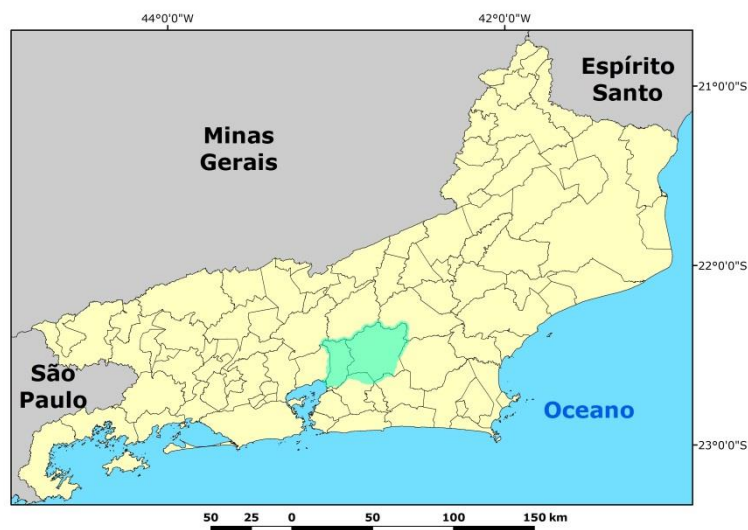 44°0'0"W
42°0'0"W
Espírito
Santo
21°0'0"S
Minas
Gerais
22°0'0"S
São
Paulo
Oceano
23°0'0"S
50 25 0 50 100 150 km